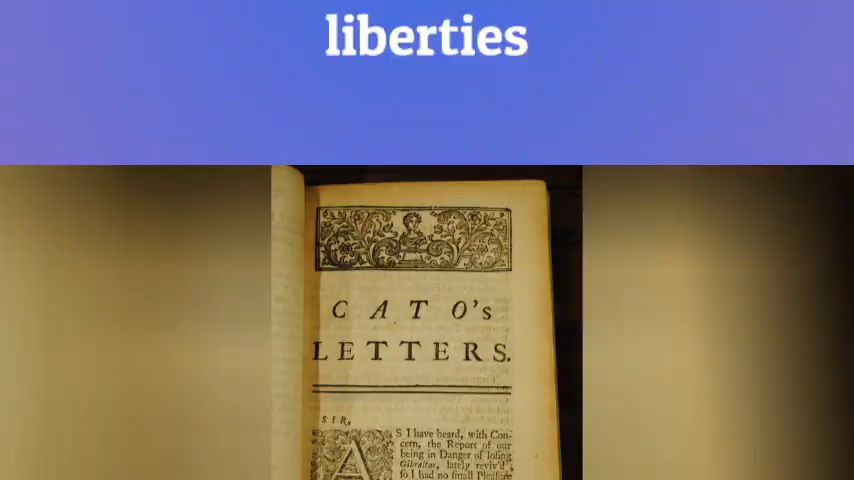 liberties
CATO's
LETTERS.
SIR,
AS I have heard, with Con-
cern, the Report of our
being in Danger of losing
Gibraltar, lately reviv'd,
so I had no small Pleasure